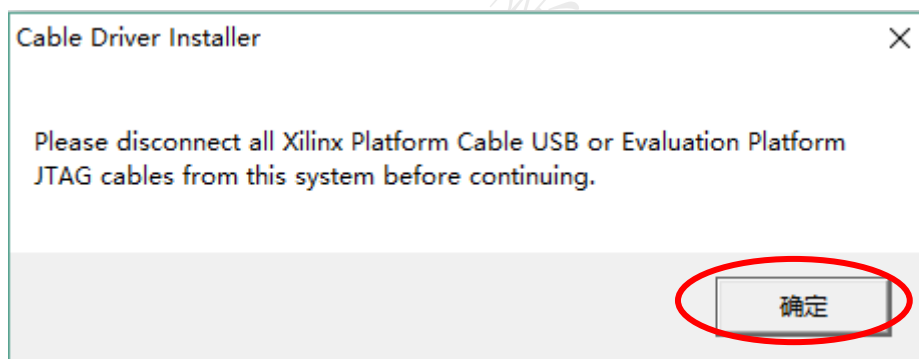 Cable Driver Installer
Please disconnect all Xilinx Platform Cable USB or Evaluation Platform
JTAG cables from this system before continuing.
确定